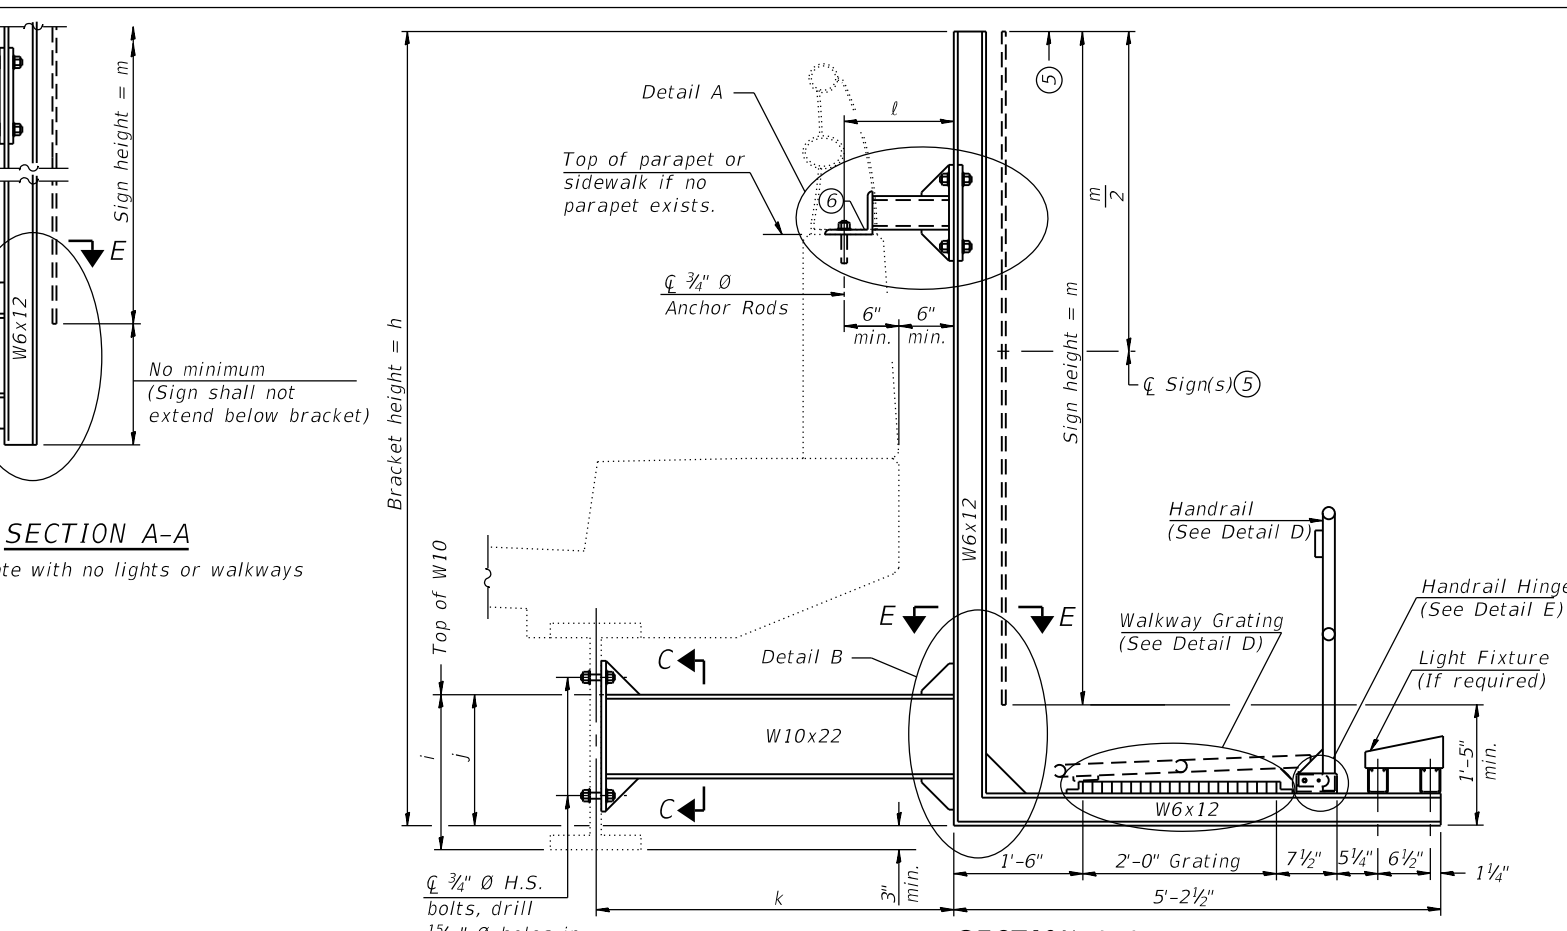 Sign height = m
E
W6x12
No minimum
(Sign shall not
extend below bracket)
SECTION A-A
with no lights or walkways
Bracket height = h
Detail A
ℓ
Top of parapet or
sidewalk if no
parapet exists.
6
℄ ¾" Ø
Anchor Rods
6"
min.
6"
min.
5
m
2
Sign height = m
℄ Sign(s) 5
W6x12
Handrail
(See Detail D)
Handrail Hinge
(See Detail E)
Walkway Grating
(See Detail D)
Light Fixture
(If required)
Top of W10
E
E
C
Detail B
W10x22
i
j
C
W6x12
1'-5"
min.
1'-6"
2'-0" Grating
7½"
5¼"
6½"
1¼"
℄ ¾" Ø H.S.
bolts, drill
k
3"
min.
5'-2½"